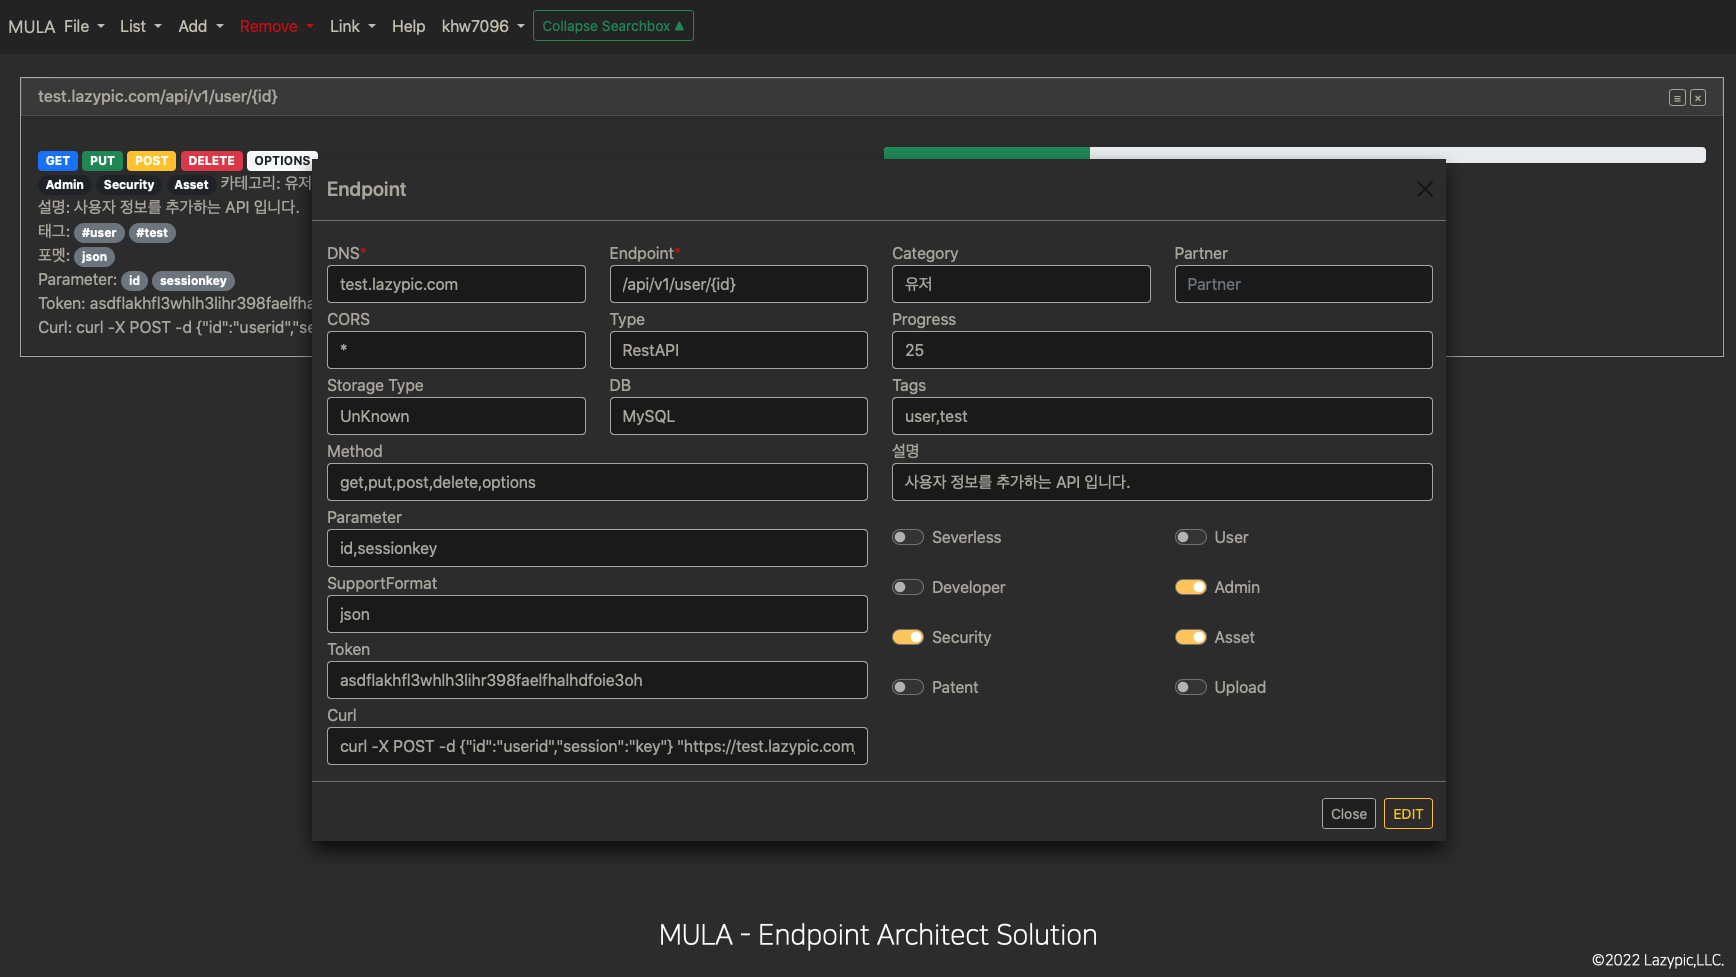 MULA File List Add Remove Link Help khw7096 Collapse Searchbox▲
test.lazypic.com/api/v1/user/{id}
GET PUT POST DELETE OPTIONS
Admin Security Asset 카테고리: 유저
설명: 사용자 정보를 추가하는 API 입니다.
태그: #user #test
포멧: json
Parameter: id sessionkey
Token: asdflakhfl3whlh3lihr398faelfha
Curl: curl -X POST -d {"id":"userid","se
Endpoint
DNS* Endpoint* Category Partner
test.lazypic.com /api/v1/user/{id} 유저 Partner
CORS Type Progress
* RestAPI 25
Storage Type DB Tags
UnKnown MySQL user,test
Method 설명
get,put,post,delete,options 사용자 정보를 추가하는 API 입니다.
Parameter
id,sessionkey
SupportFormat
json
Token
asdflakhfl3whlh3lihr398faelfhalhdfoie3oh
Curl
curl -X POST -d {"id":"userid","session":"key"} "https://test.lazypic.com/
Severless User
Developer Admin
Security Asset
Patent Upload
Close EDIT
MULA - Endpoint Architect Solution
©2022 Lazypic,LLC.